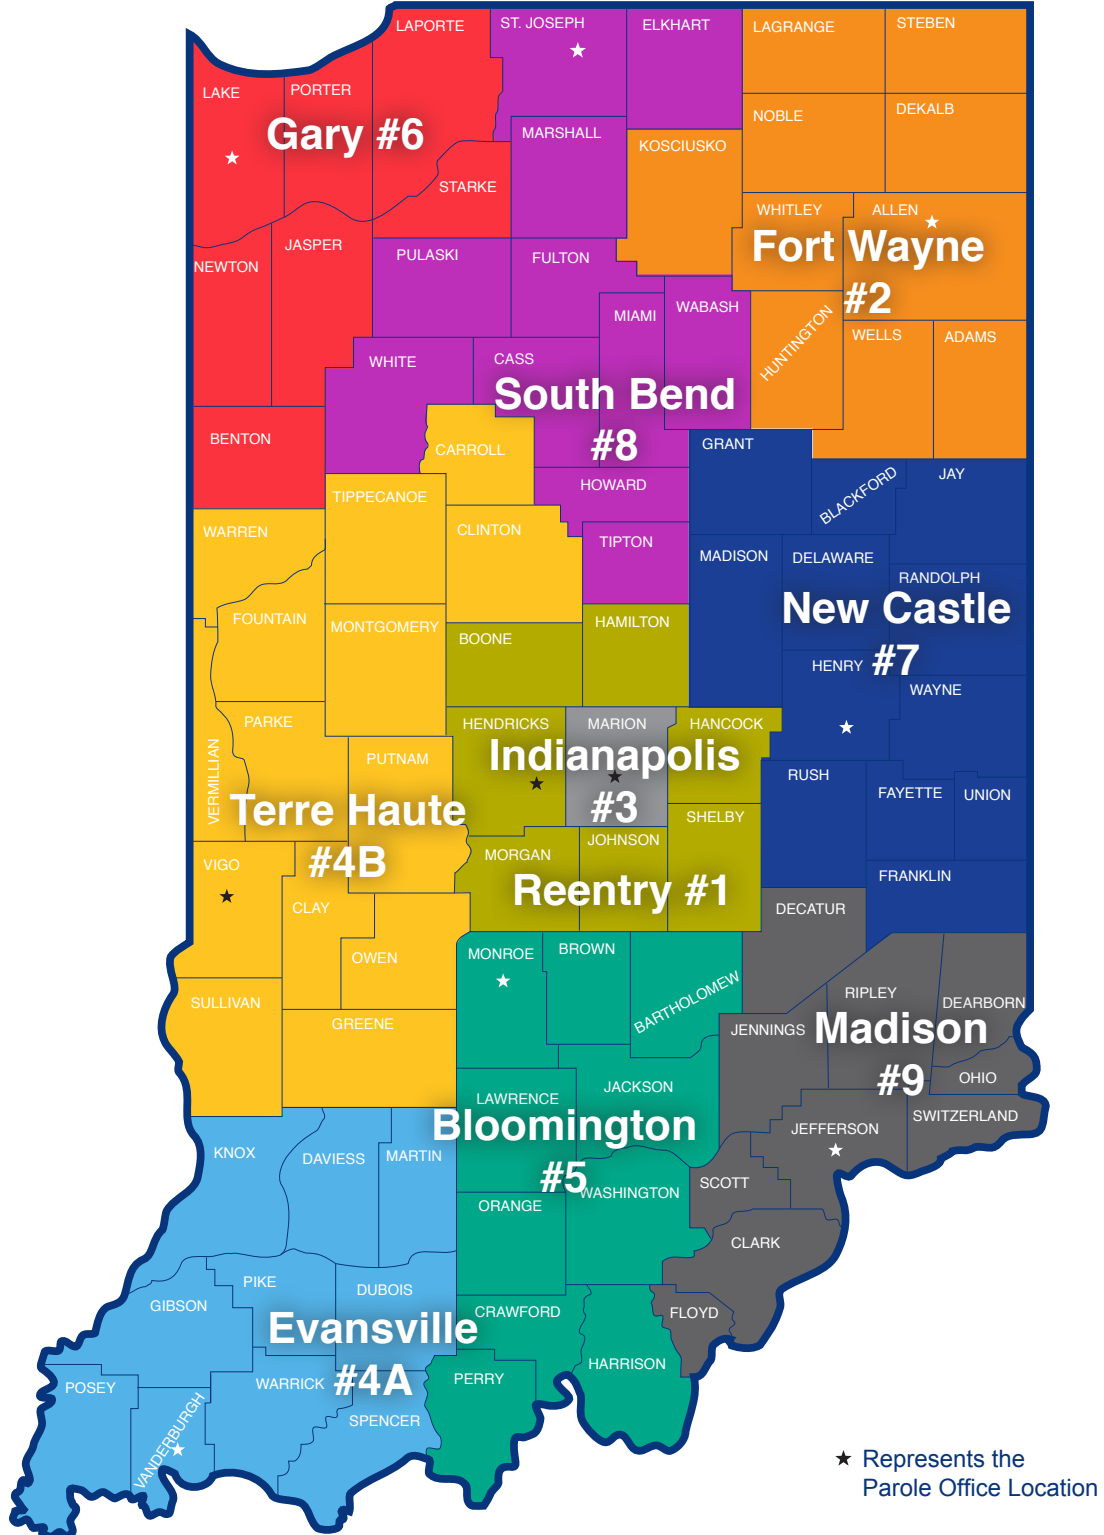 LAPORTE
ST. JOSEPH
ELKHART
LAGRANGE
STEBEN
LAKE
PORTER
NOBLE
DEKALB
Gary #6
MARSHALL
KOSCIUSKO
STARKE
WHITLEY
ALLEN
Fort Wayne
#2
NEWTON
JASPER
PULASKI
FULTON
MIAMI
WABASH
HUNTINGTON
WELLS
ADAMS
WHITE
CASS
South Bend
#8
BENTON
CARROLL
GRANT
HOWARD
BLACKFORD
JAY
TIPPECANOE
WARREN
CLINTON
TIPTON
MADISON
DELAWARE
RANDOLPH
New Castle
#7
FOUNTAIN
MONTGOMERY
BOONE
HAMILTON
HENRY
WAYNE
PARKE
HENDRICKS
MARION
HANCOCK
Indianapolis
#3
VERMILLIAN
PUTNAM
RUSH
FAYETTE
UNION
Terre Haute
#4B
SHELBY
JOHNSON
MORGAN
Reentry #1
VIGO
FRANKLIN
CLAY
DECATUR
OWEN
MONROE
BROWN
BARTHOLOMEW
SULLIVAN
GREENE
RIPLEY
DEARBORN
JENNINGS
Madison
#9
OHIO
JACKSON
LAWRENCE
Bloomington
#5
SWITZERLAND
JEFFERSON
KNOX
DAVIESS
MARTIN
SCOTT
WASHINGTON
ORANGE
CLARK
PIKE
DUBOIS
GIBSON
CRAWFORD
FLOYD
Evansville
#4A
HARRISON
POSEY
WARRICK
PERRY
VANDERBURGH
SPENCER
Represents the
Parole Office Location